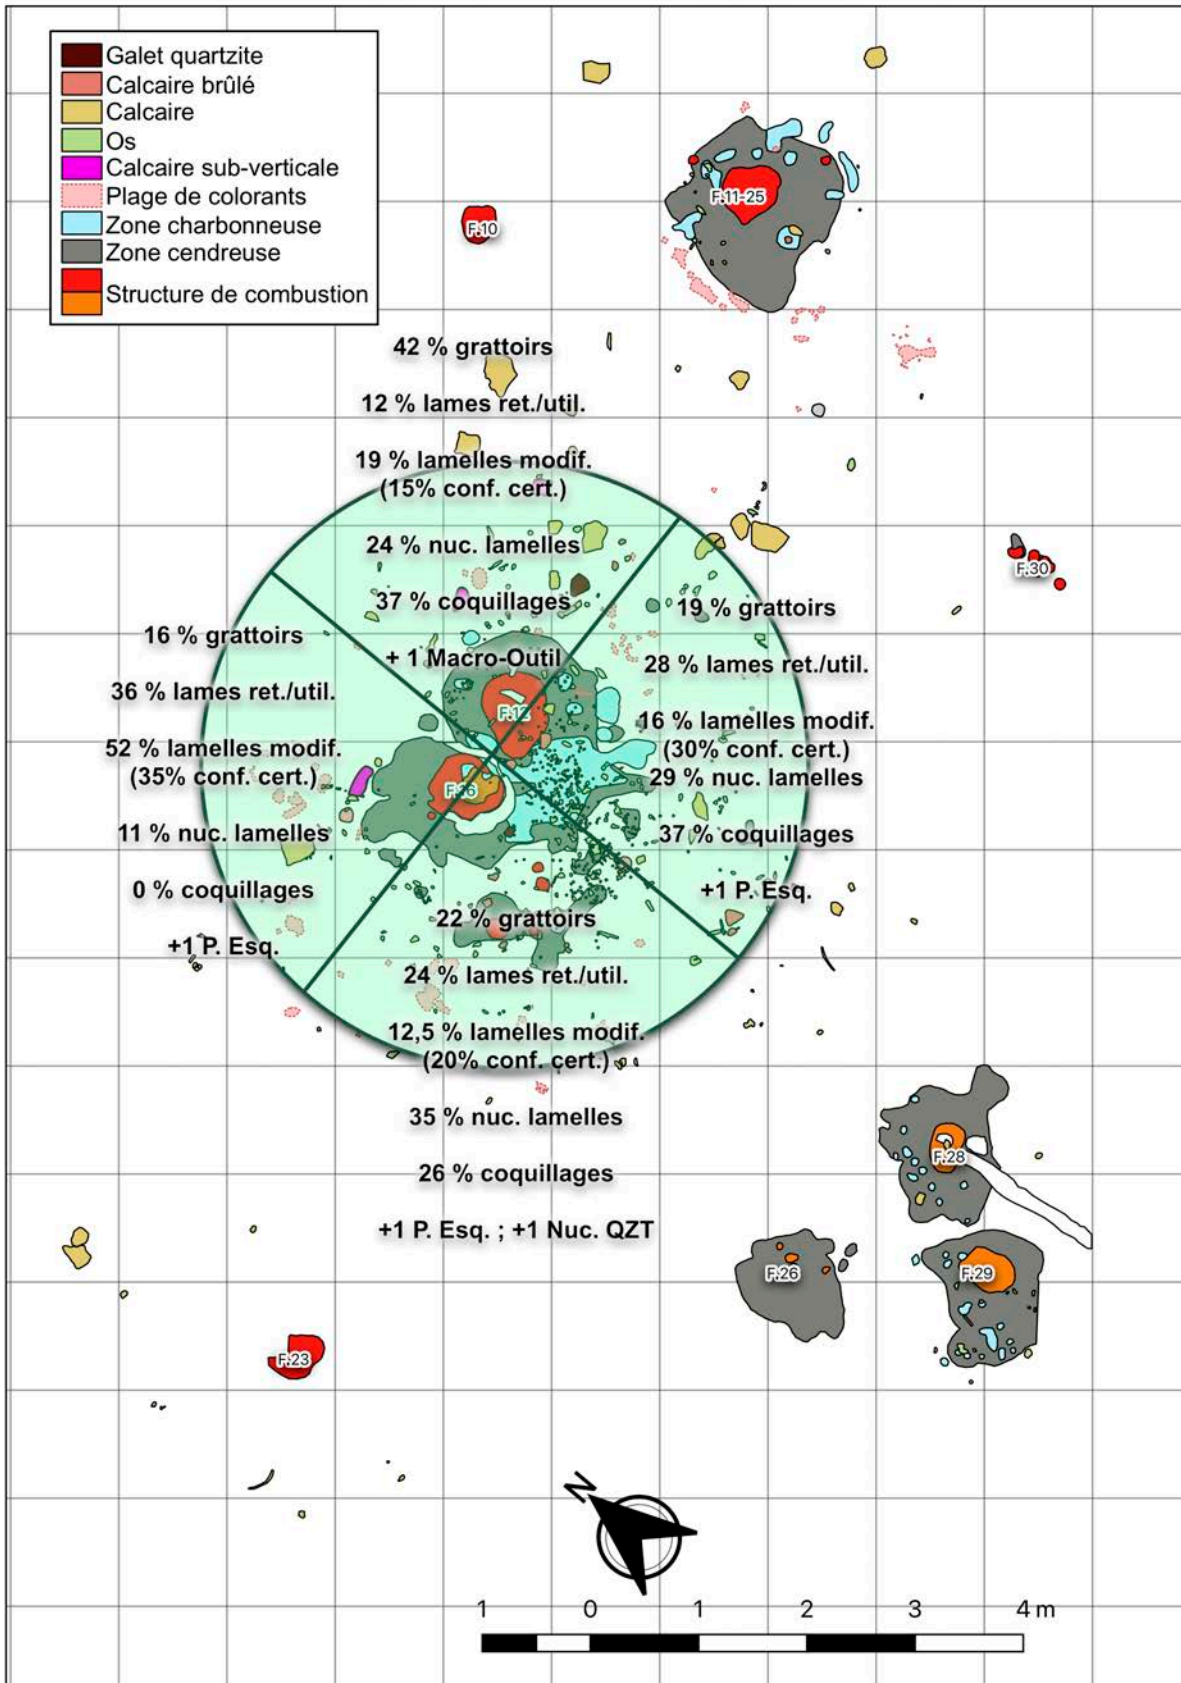 Galet quartzite
Calcaire brûlé
Calcaire
Os
Calcaire sub-verticale
Plage de colorants
Zone charbonneuse
Zone cendreuse
Structure de combustion
F.11-25
F.10
42 % grattoirs
12 % lames ret./util.
19 % lamelles modif.
(15% conf. cert.)
24 % nuc. lamelles
37 % coquillages
+ 1 Macro-Outil
F.30
19 % grattoirs
28 % lames ret./util.
16 % lamelles modif.
(30% conf. cert.)
29 % nuc. lamelles
37 % coquillages
+1 P. Esq.
16 % grattoirs
36 % lames ret./util.
52 % lamelles modif.
(35% conf. cert.)
11 % nuc. lamelles
0 % coquillages
+1 P. Esq.
F.12
F.16
22 % grattoirs
24 % lames ret./util.
12,5 % lamelles modif.
(20% conf. cert.)
35 % nuc. lamelles
26 % coquillages
+1 P. Esq. ; +1 Nuc. QZT
F.28
F.26
F.29
F.23
N
1 0 1 2 3 4 m